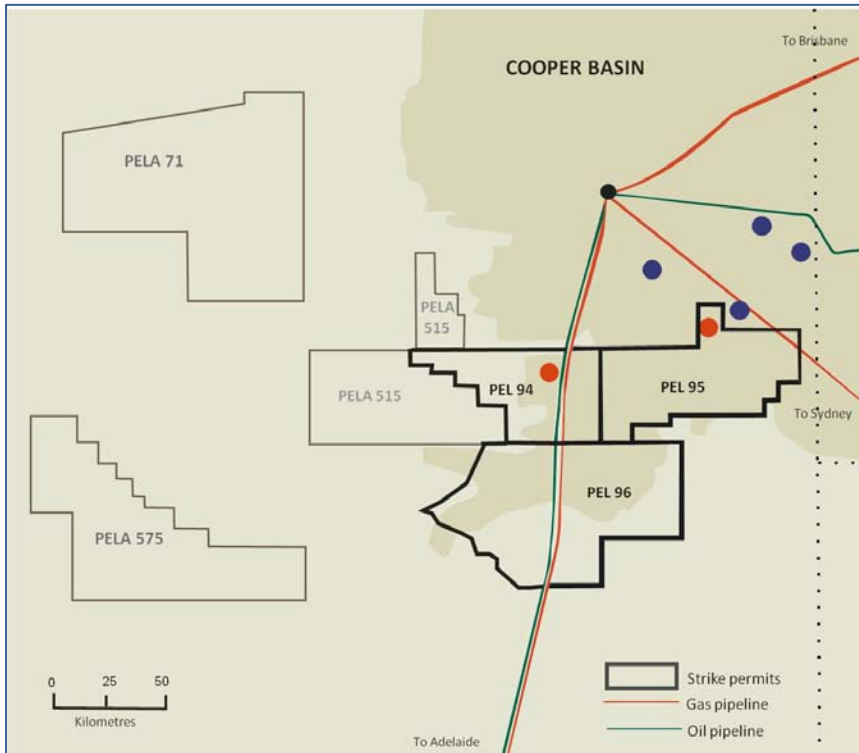 To Brisbane
COOPER BASIN
PELA 71
PELA
515
PELA 515
PEL 94
PEL 95
To Sydney
PEL 96
PELA 575
0 25 50
Kilometres
Strike permits
Gas pipeline
Oil pipeline
To Adelaide